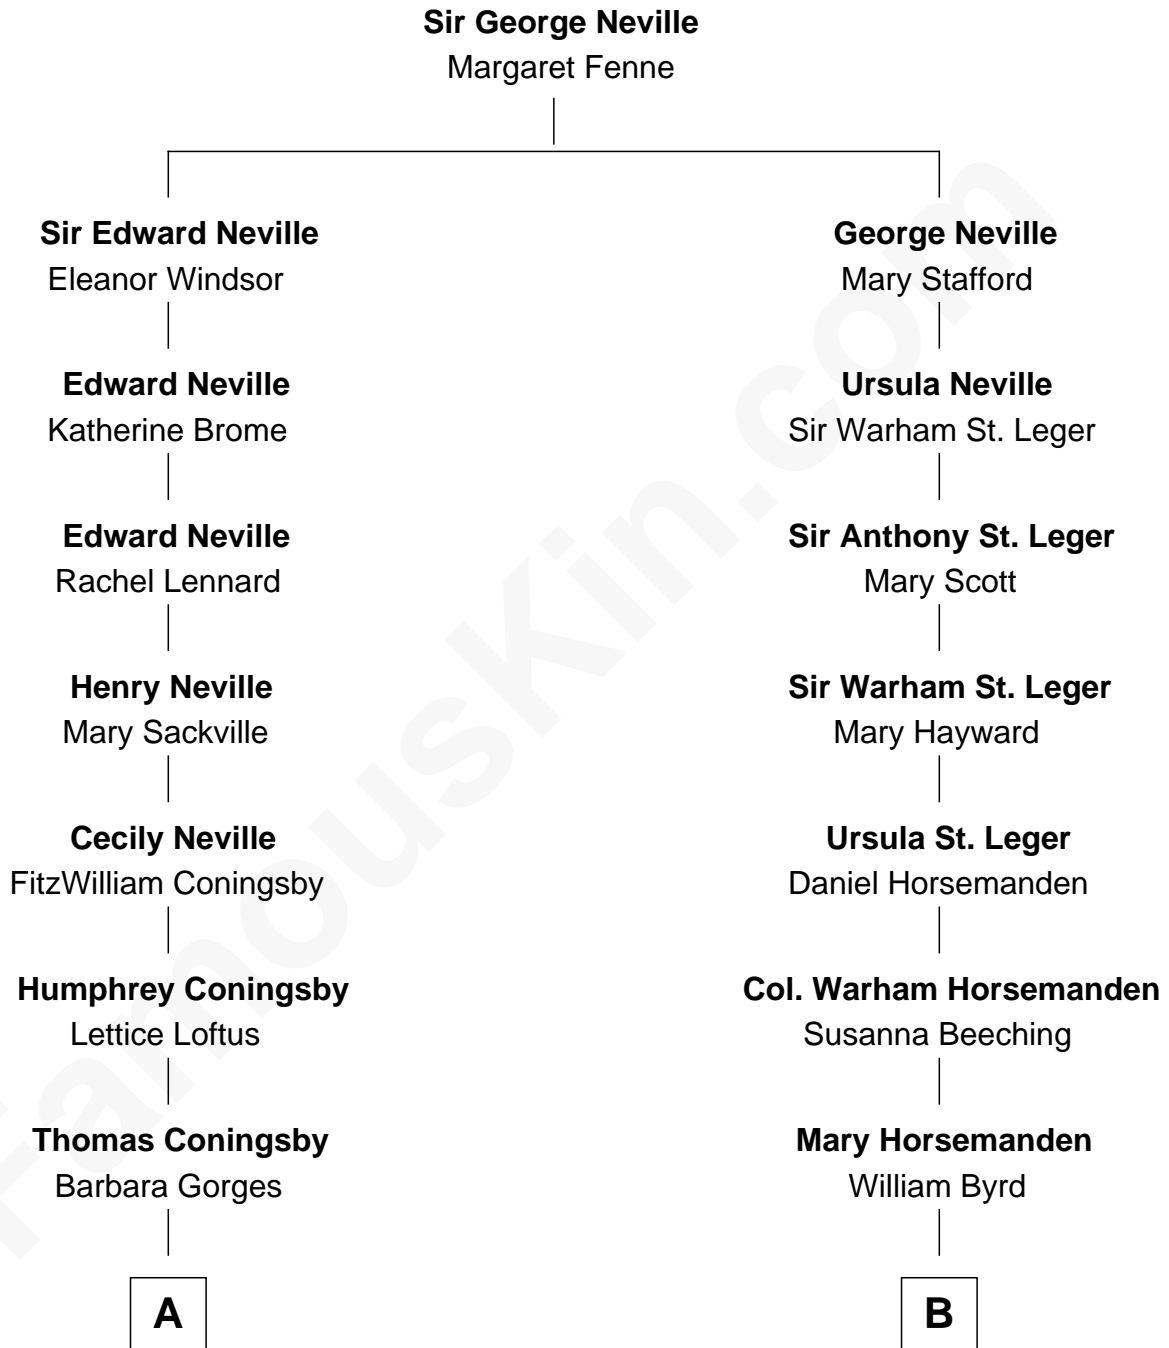 Sir George Neville
Margaret Fenne
Sir Edward Neville
Eleanor Windsor
George Neville
Mary Stafford
Edward Neville
Katherine Brome
Ursula Neville
Sir Warham St. Leger
Edward Neville
Rachel Lennard
Sir Anthony St. Leger
Mary Scott
Henry Neville
Mary Sackville
Sir Warham St. Leger
Mary Hayward
Cecily Neville
FitzWilliam Coningsby
Ursula St. Leger
Daniel Horsemanden
Humphrey Coningsby
Lettice Loftus
Col. Warham Horsemanden
Susanna Beeching
Thomas Coningsby
Barbara Gorges
Mary Horsemanden
William Byrd
A
B
FamousKin.com